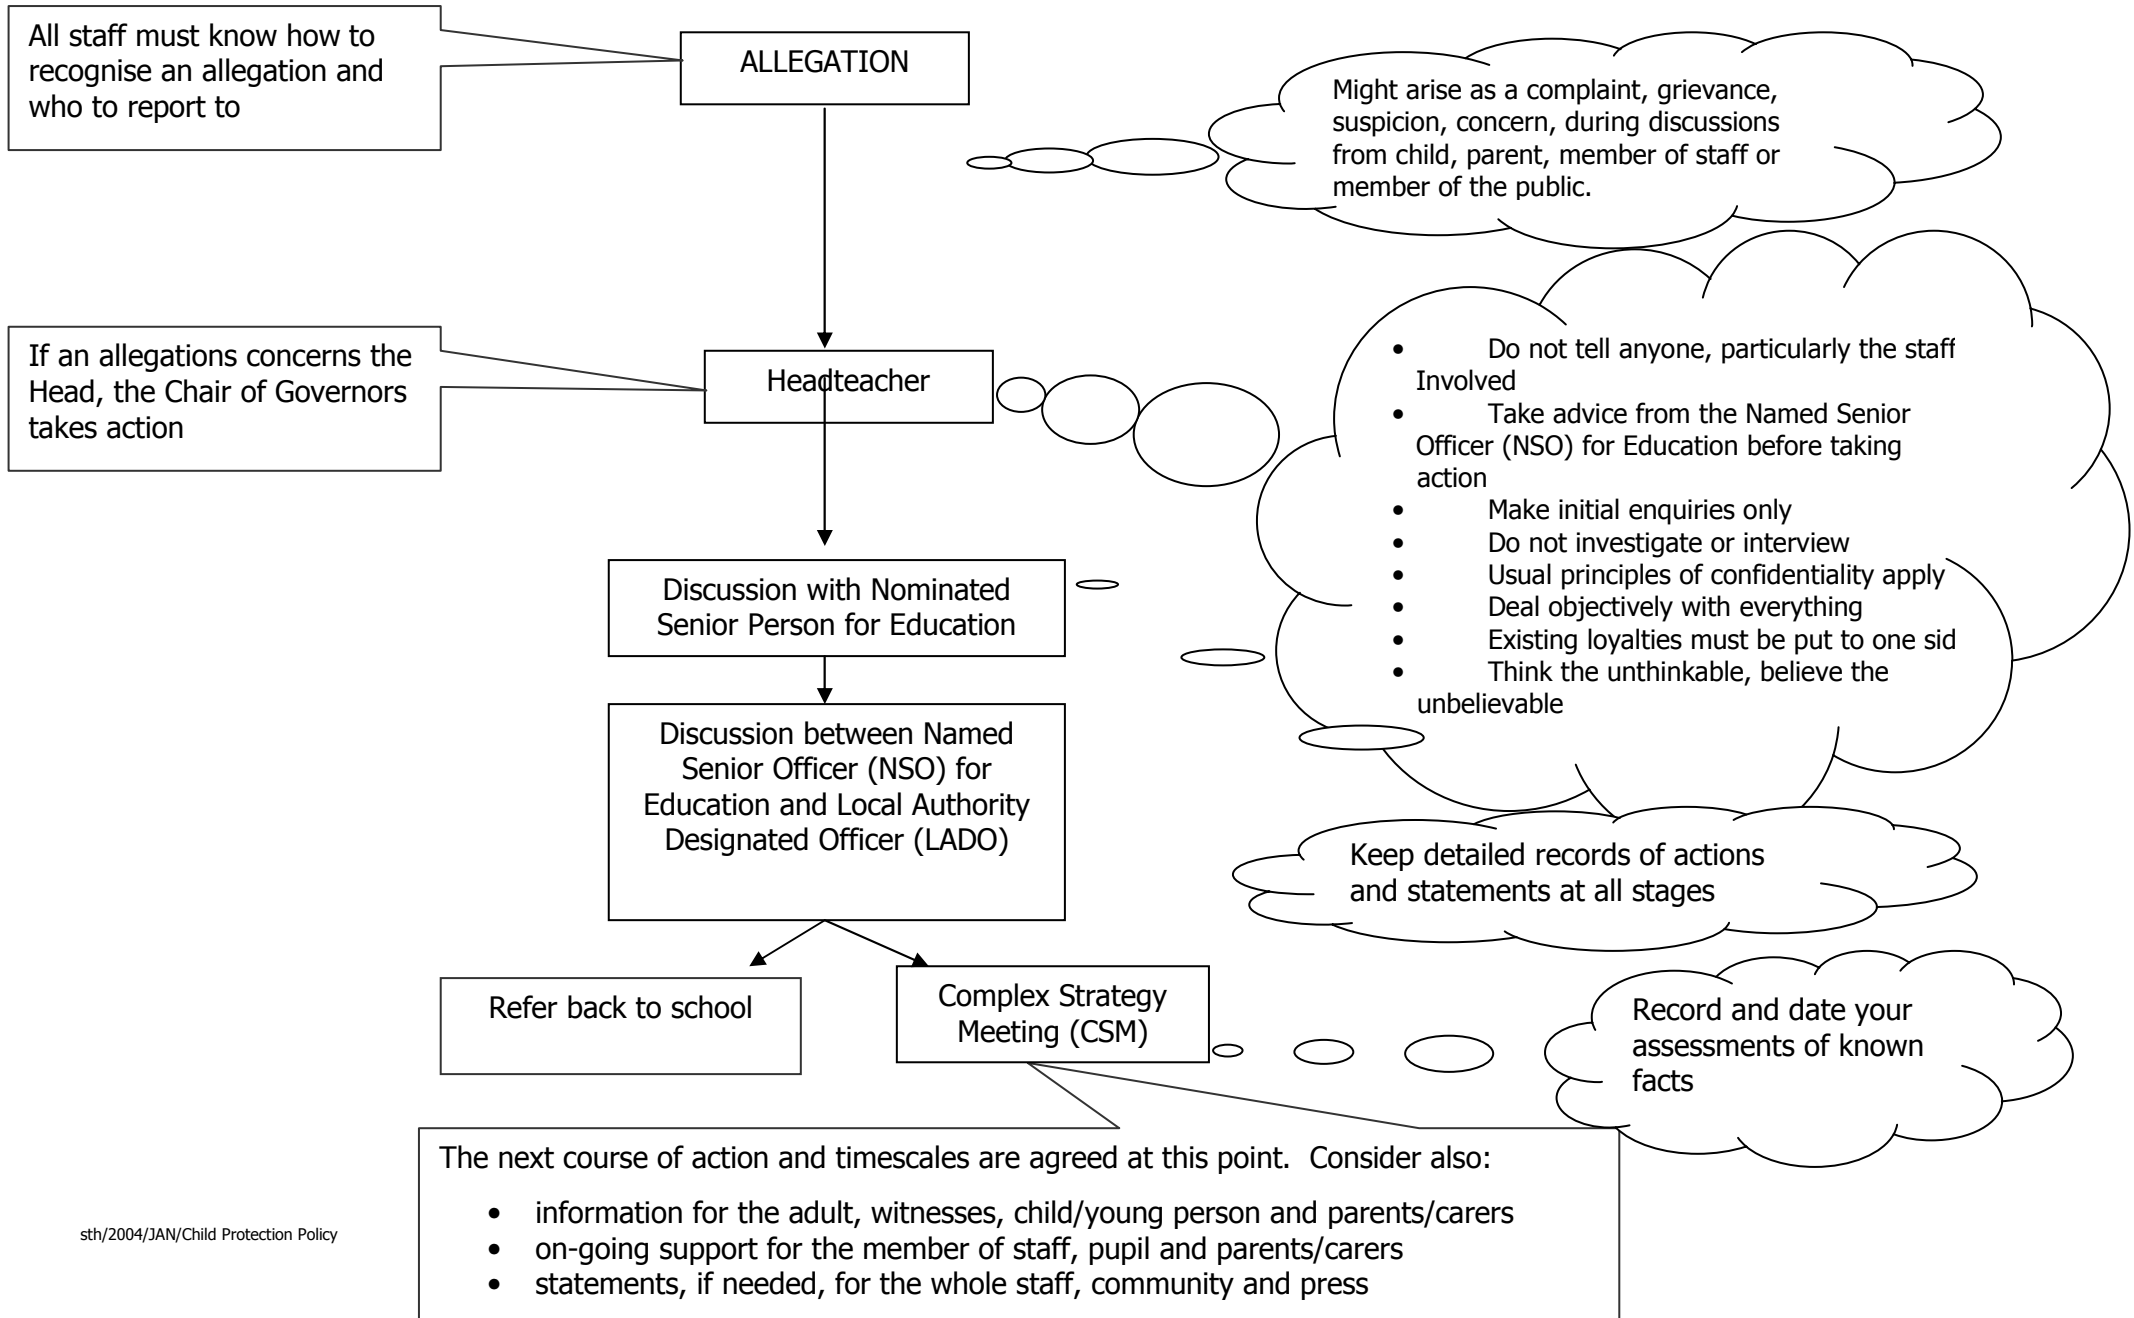 All staff must know how to
recognise an allegation and
who to report to
ALLEGATION
Might arise as a complaint, grievance,
suspicion, concern, during discussions
from child, parent, member of staff or
member of the public.
If an allegations concerns the
Head, the Chair of Governors
takes action
Headteacher
• Do not tell anyone, particularly the staff
Involved
• Take advice from the Named Senior
Officer (NSO) for Education before taking
action
• Make initial enquiries only
• Do not investigate or interview
• Usual principles of confidentiality apply
• Deal objectively with everything
• Existing loyalties must be put to one sid
• Think the unthinkable, believe the
unbelievable
Discussion with Nominated
Senior Person for Education
Discussion between Named
Senior Officer (NSO) for
Education and Local Authority
Designated Officer (LADO)
Keep detailed records of actions
and statements at all stages
Refer back to school
Complex Strategy
Meeting (CSM)
Record and date your
assessments of known
facts
The next course of action and timescales are agreed at this point.  Consider also:
• information for the adult, witnesses, child/young person and parents/carers
• on-going support for the member of staff, pupil and parents/carers
• statements, if needed, for the whole staff, community and press
sth/2004/JAN/Child Protection Policy